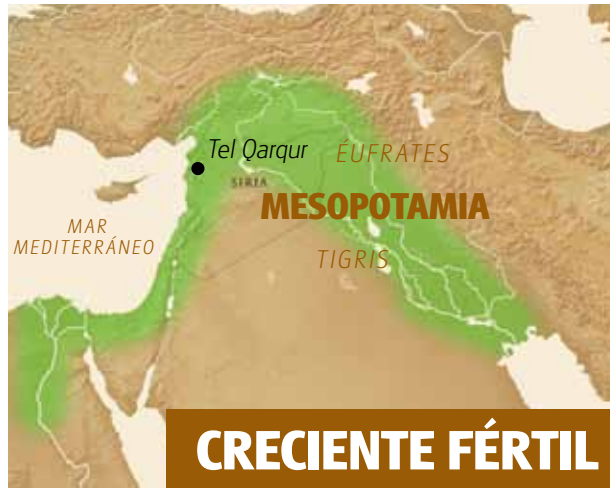 Tel Qarqur
ÉUFRATES
SIRIA
MESOPOTAMIA
MAR
MEDITERRÁNEO
TIGRIS
CRECIENTE FÉRTIL